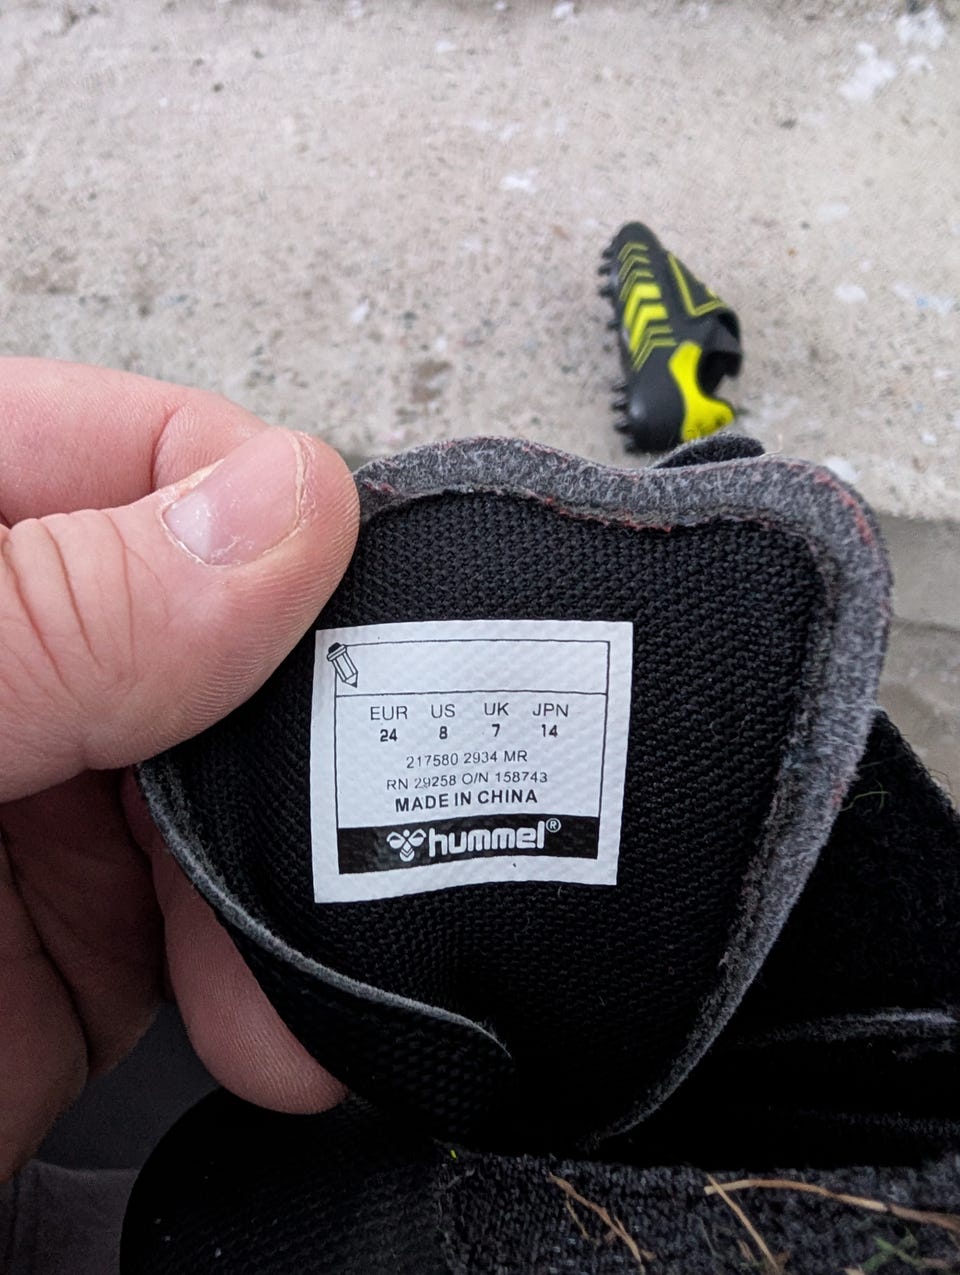 EUR US UK JPN
24 8 7 14
217580 2934 MR
RN 29258 O/N 158743
MADE IN CHINA
hummel®